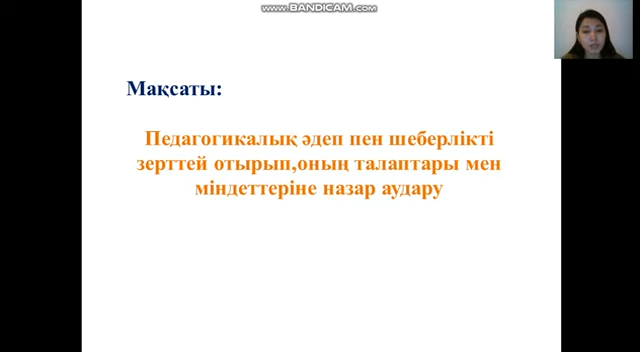 www.BANDICAM.com
Мақсаты:
Педагогикалық әдеп пен шеберлікті
зерттей отырып,оның талаптары мен
міндеттеріне назар аудару